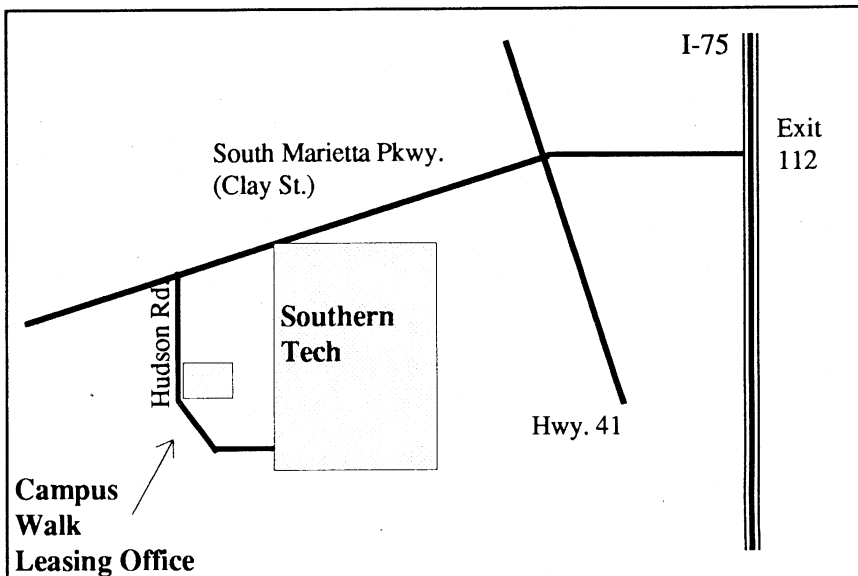 I-75
Exit
112
South Marietta Pkwy.
(Clay St.)
Hudson Rd.
Southern
Tech
Hwy. 41
Campus
Walk
Leasing Office